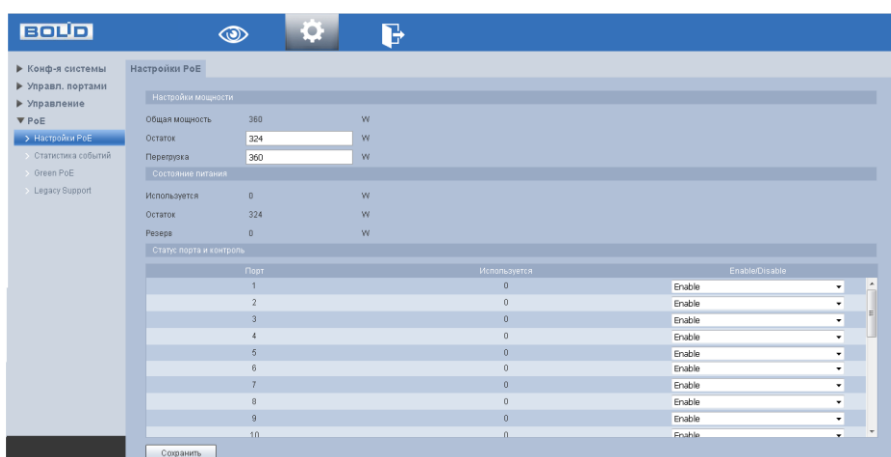 BOLID
Конф-я системы
Управл. портами
Управление
PoE
Настройки PoE
Статистика событий
Green PoE
Legacy Support
Настройки PoE
Настройки мощности
Общая мощность 360 W
Остаток 324 W
Перегрузка 360 W
Состояние питания
Используется 0 W
Остаток 324 W
Резерв 0 W
Статус порта и контроль
Порт Используется Enable/Disable
1 0 Enable
2 0 Enable
3 0 Enable
4 0 Enable
5 0 Enable
6 0 Enable
7 0 Enable
8 0 Enable
9 0 Enable
10 0 Enable
Сохранить